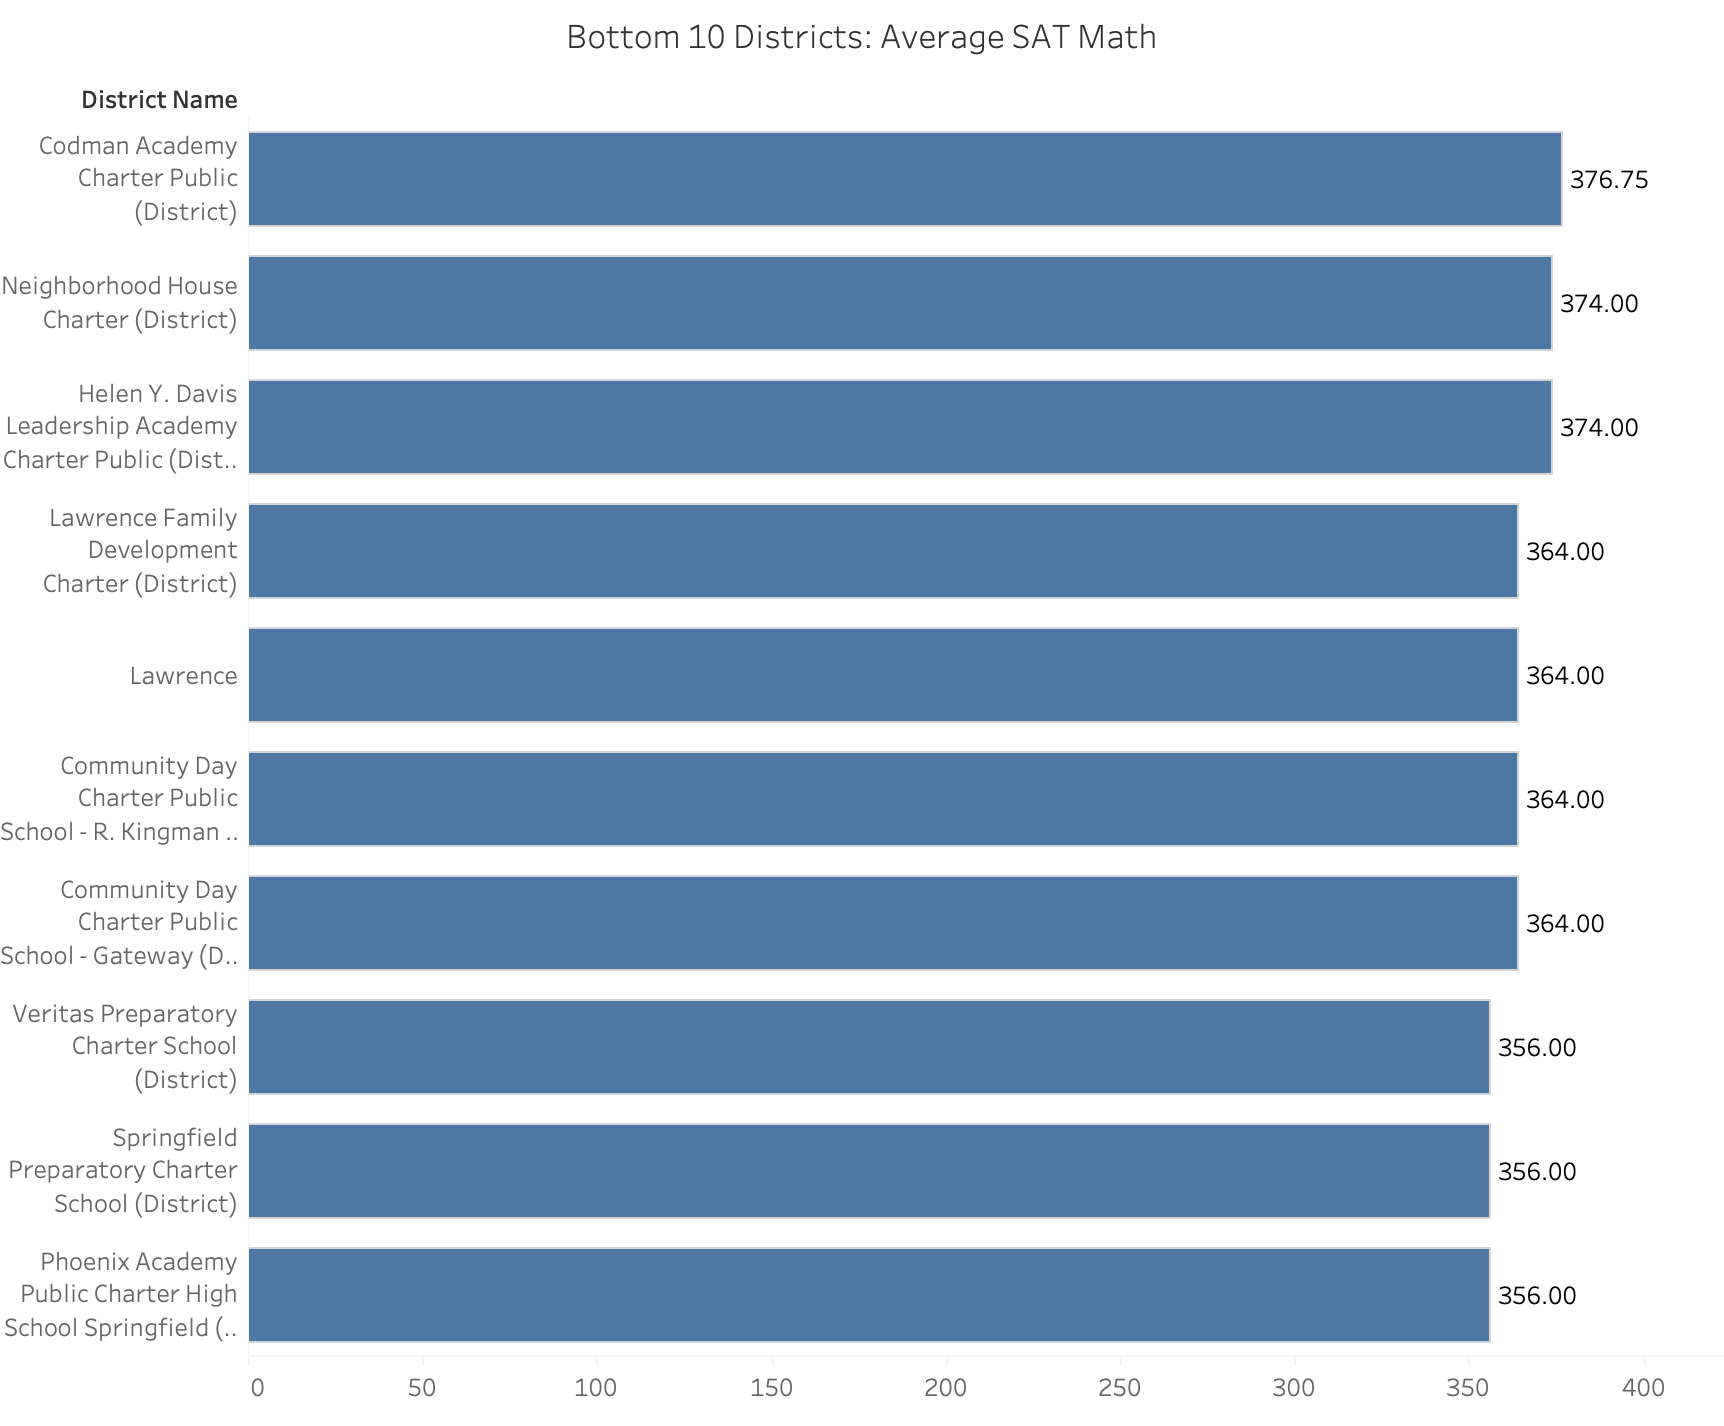 Bottom 10 Districts: Average SAT Math
District Name
Codman Academy
Charter Public
(District)
376.75
Neighborhood House
Charter (District)
374.00
Helen Y. Davis
Leadership Academy
Charter Public (Dist..
374.00
Lawrence Family
Development
Charter (District)
364.00
Lawrence
364.00
Community Day
Charter Public
School - R. Kingman ..
364.00
Community Day
Charter Public
School - Gateway (D..
364.00
Veritas Preparatory
Charter School
(District)
356.00
Springfield
Preparatory Charter
School (District)
356.00
Phoenix Academy
Public Charter High
School Springfield (..
356.00
0 50 100 150 200 250 300 350 400